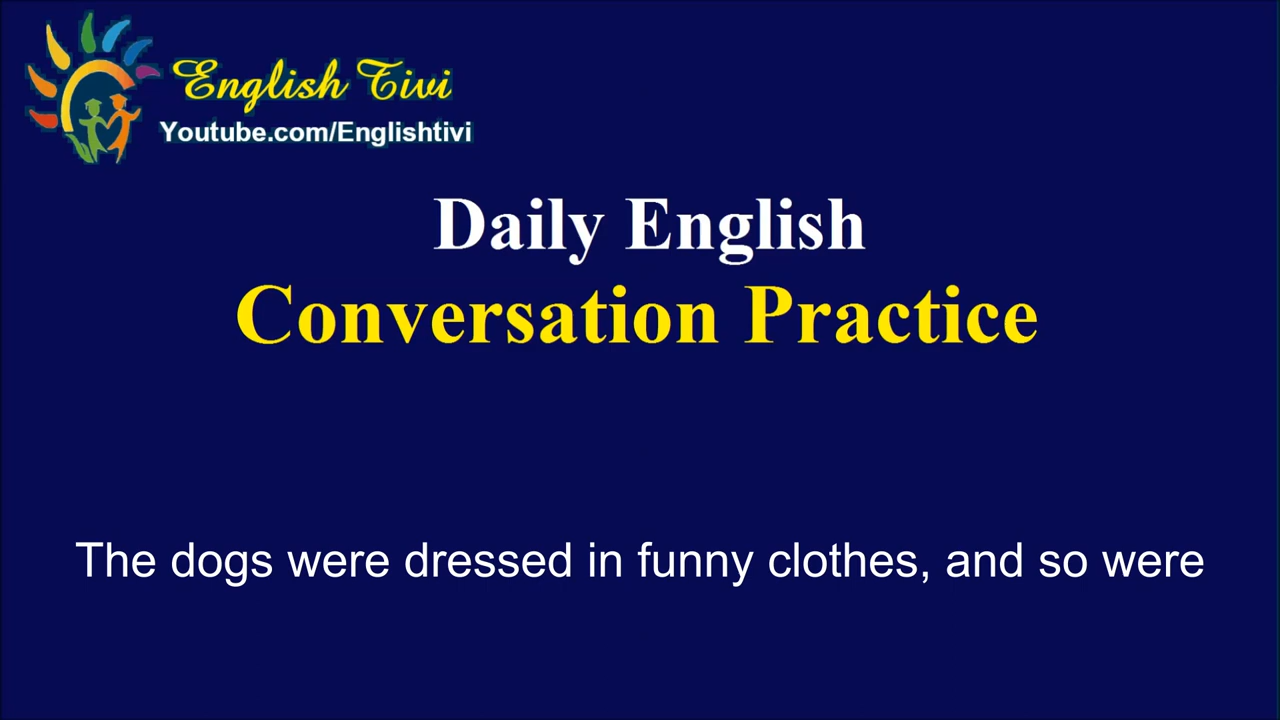 English Tivi
Youtube.com/Englishtivi
Daily English
Conversation Practice
The dogs were dressed in funny clothes, and so were